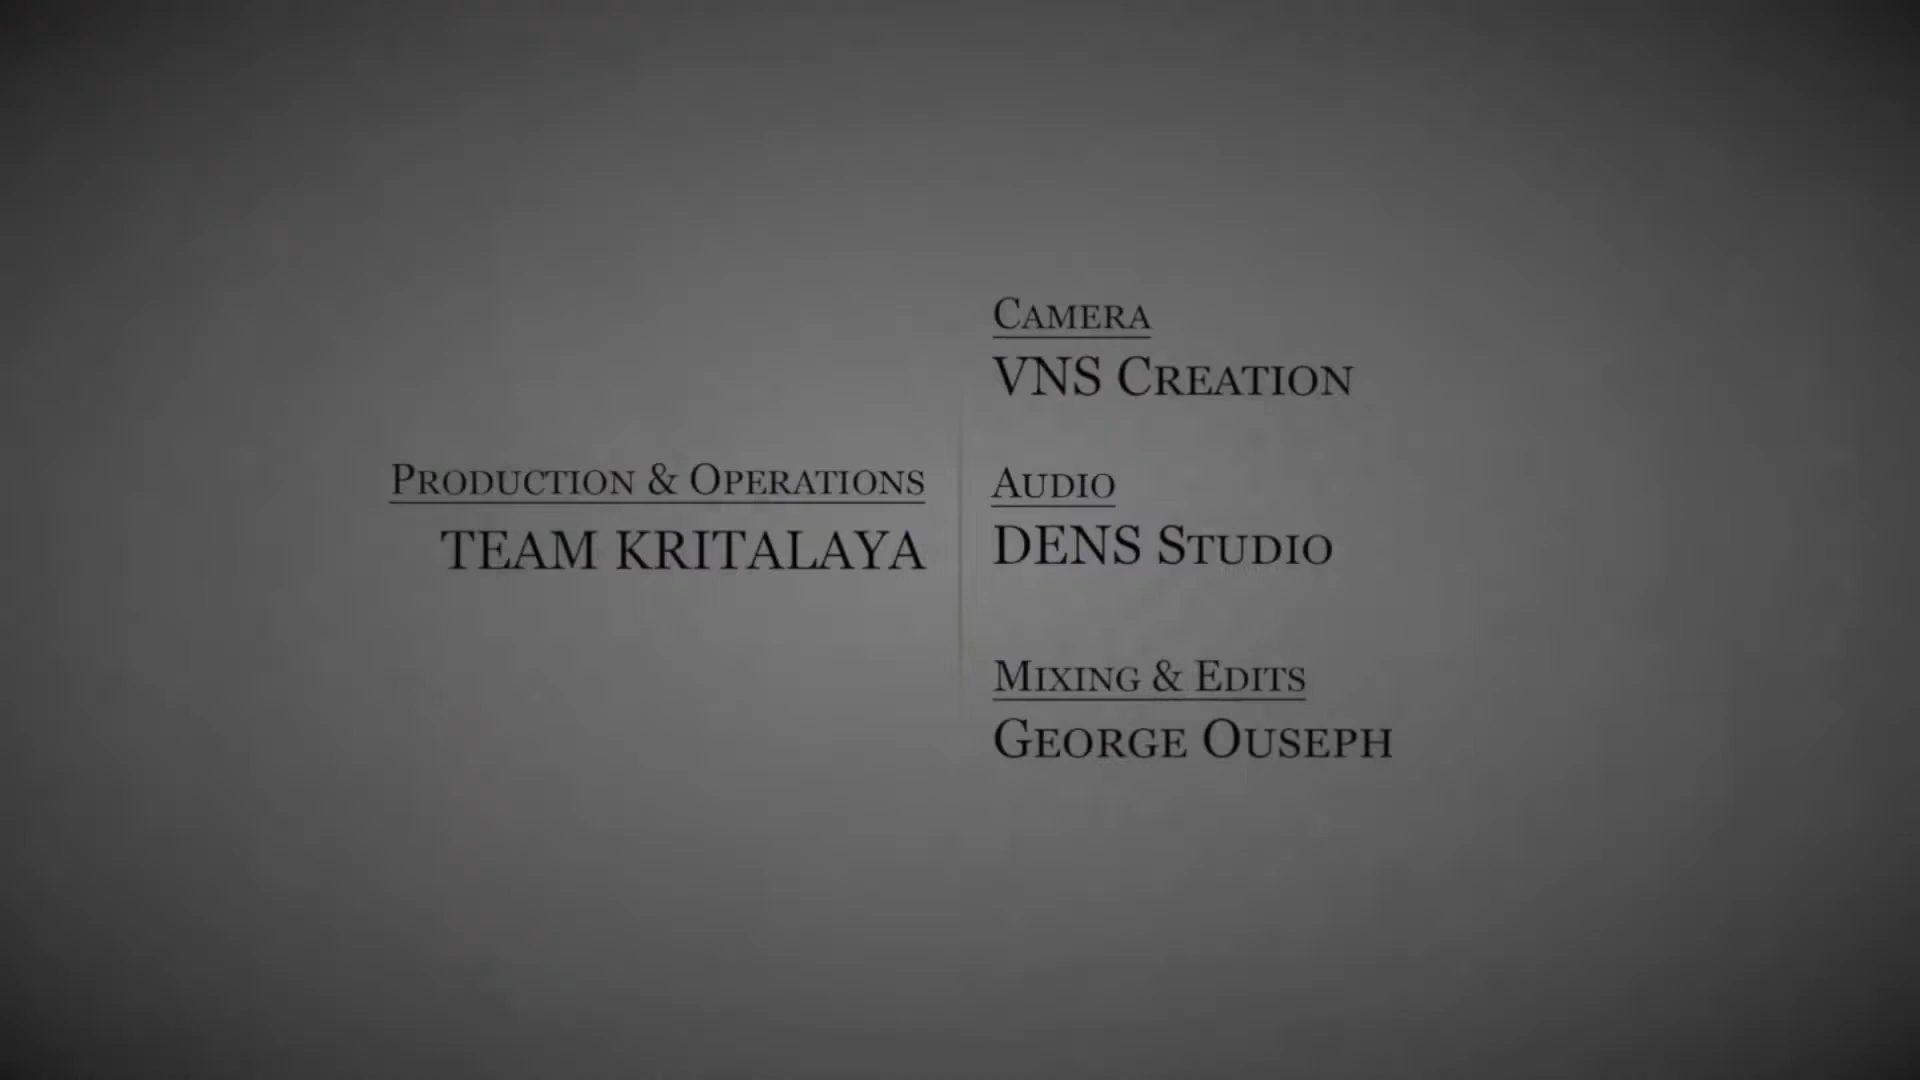 Production & Operations
TEAM KRITALAYA
Camera
VNS Creation
Audio
DENS Studio
Mixing & Edits
George Ouseph